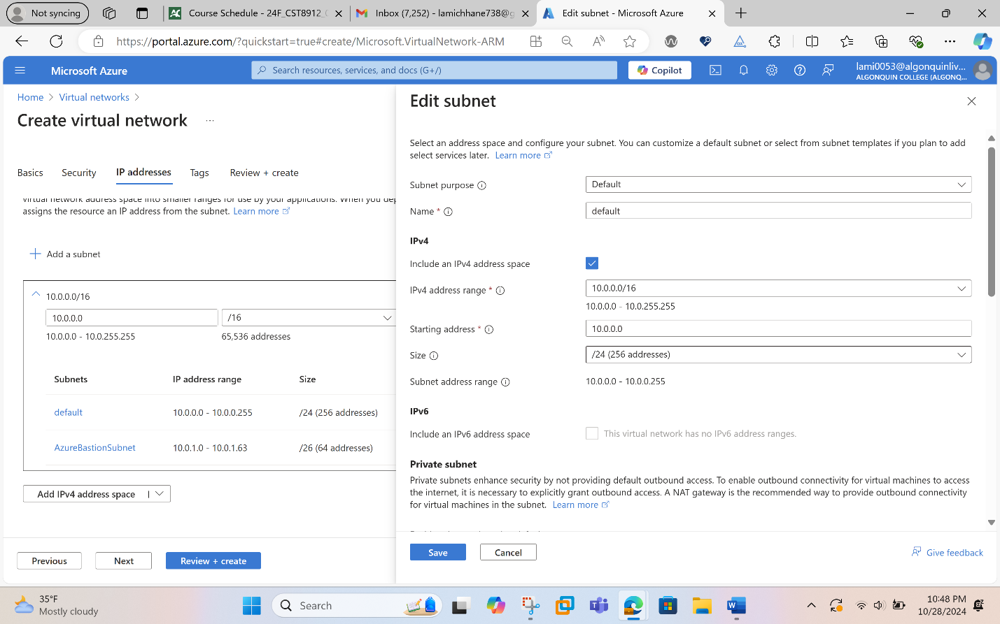 Not syncing
Course Schedule - 24F_CST8912_
Inbox (7,252) - lamichhane738@g
Edit subnet - Microsoft Azure
https://portal.azure.com/?quickstart=true#create/Microsoft.VirtualNetwork-ARM
Microsoft Azure
Search resources, services, and docs (G+/)
Copilot
lami0053@algonquinliv...
ALGONQUIN COLLEGE (ALGONQ...
Home > Virtual networks >
Create virtual network ...
Basics Security IP addresses Tags Review + create
virtual network address space into smaller ranges for use by your applications. When you dep
assigns the resource an IP address from the subnet. Learn more
Add a subnet
10.0.0.0/16
10.0.0.0 /16
10.0.0.0 - 10.0.255.255 65,536 addresses
Subnets IP address range Size
default 10.0.0.0 - 10.0.0.255 /24 (256 addresses)
AzureBastionSubnet 10.0.1.0 - 10.0.1.63 /26 (64 addresses)
Add IPv4 address space |
Previous Next Review + create
Edit subnet
Select an address space and configure your subnet. You can customize a default subnet or select from subnet templates if you plan to add
select services later. Learn more
Subnet purpose Default
Name * default
IPv4
Include an IPv4 address space
IPv4 address range * 10.0.0.0/16
10.0.0.0 - 10.0.255.255
Starting address * 10.0.0.0
Size /24 (256 addresses)
Subnet address range 10.0.0.0 - 10.0.0.255
IPv6
Include an IPv6 address space This virtual network has no IPv6 address ranges.
Private subnet
Private subnets enhance security by not providing default outbound access. To enable outbound connectivity for virtual machines to access
the internet, it is necessary to explicitly grant outbound access. A NAT gateway is the recommended way to provide outbound connectivity
for virtual machines in the subnet. Learn more
Save Cancel
Give feedback
35°F
Mostly cloudy
Search
10:48 PM
10/28/2024